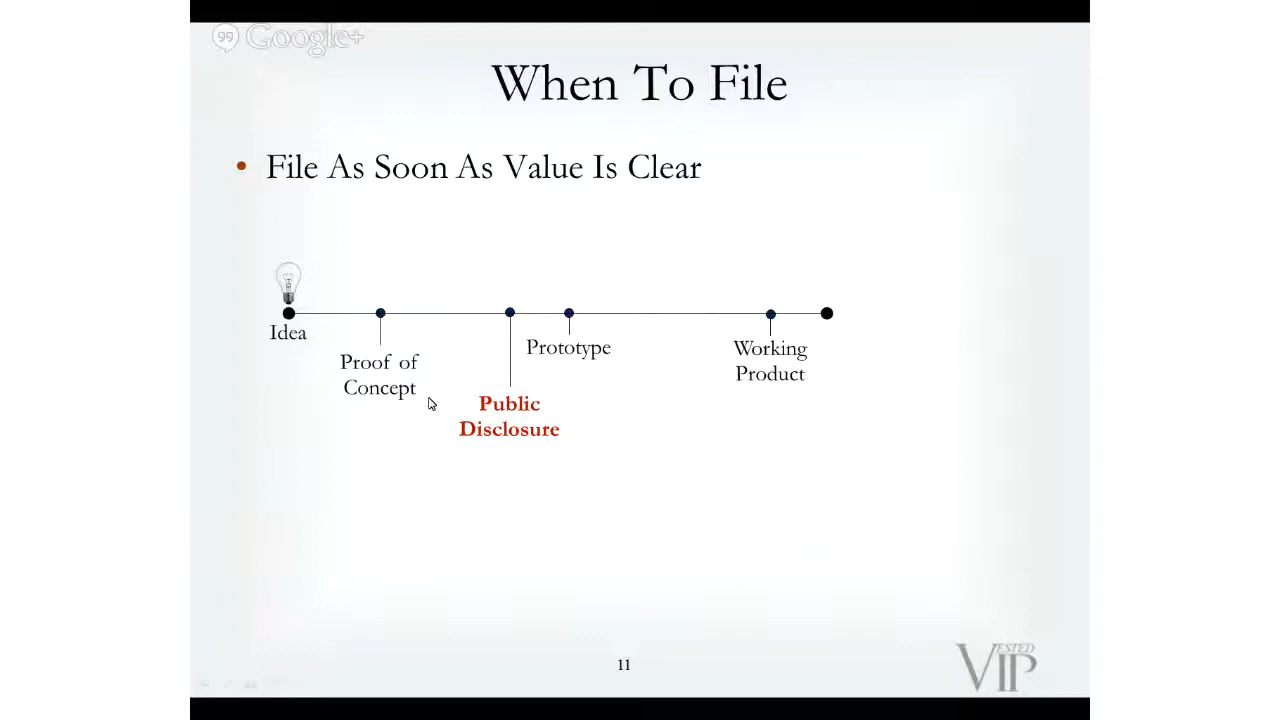 Google+
When To File
• File As Soon As Value Is Clear
Idea
Proof of
Concept
Public
Disclosure
Prototype
Working
Product
11
VESTED
VIP